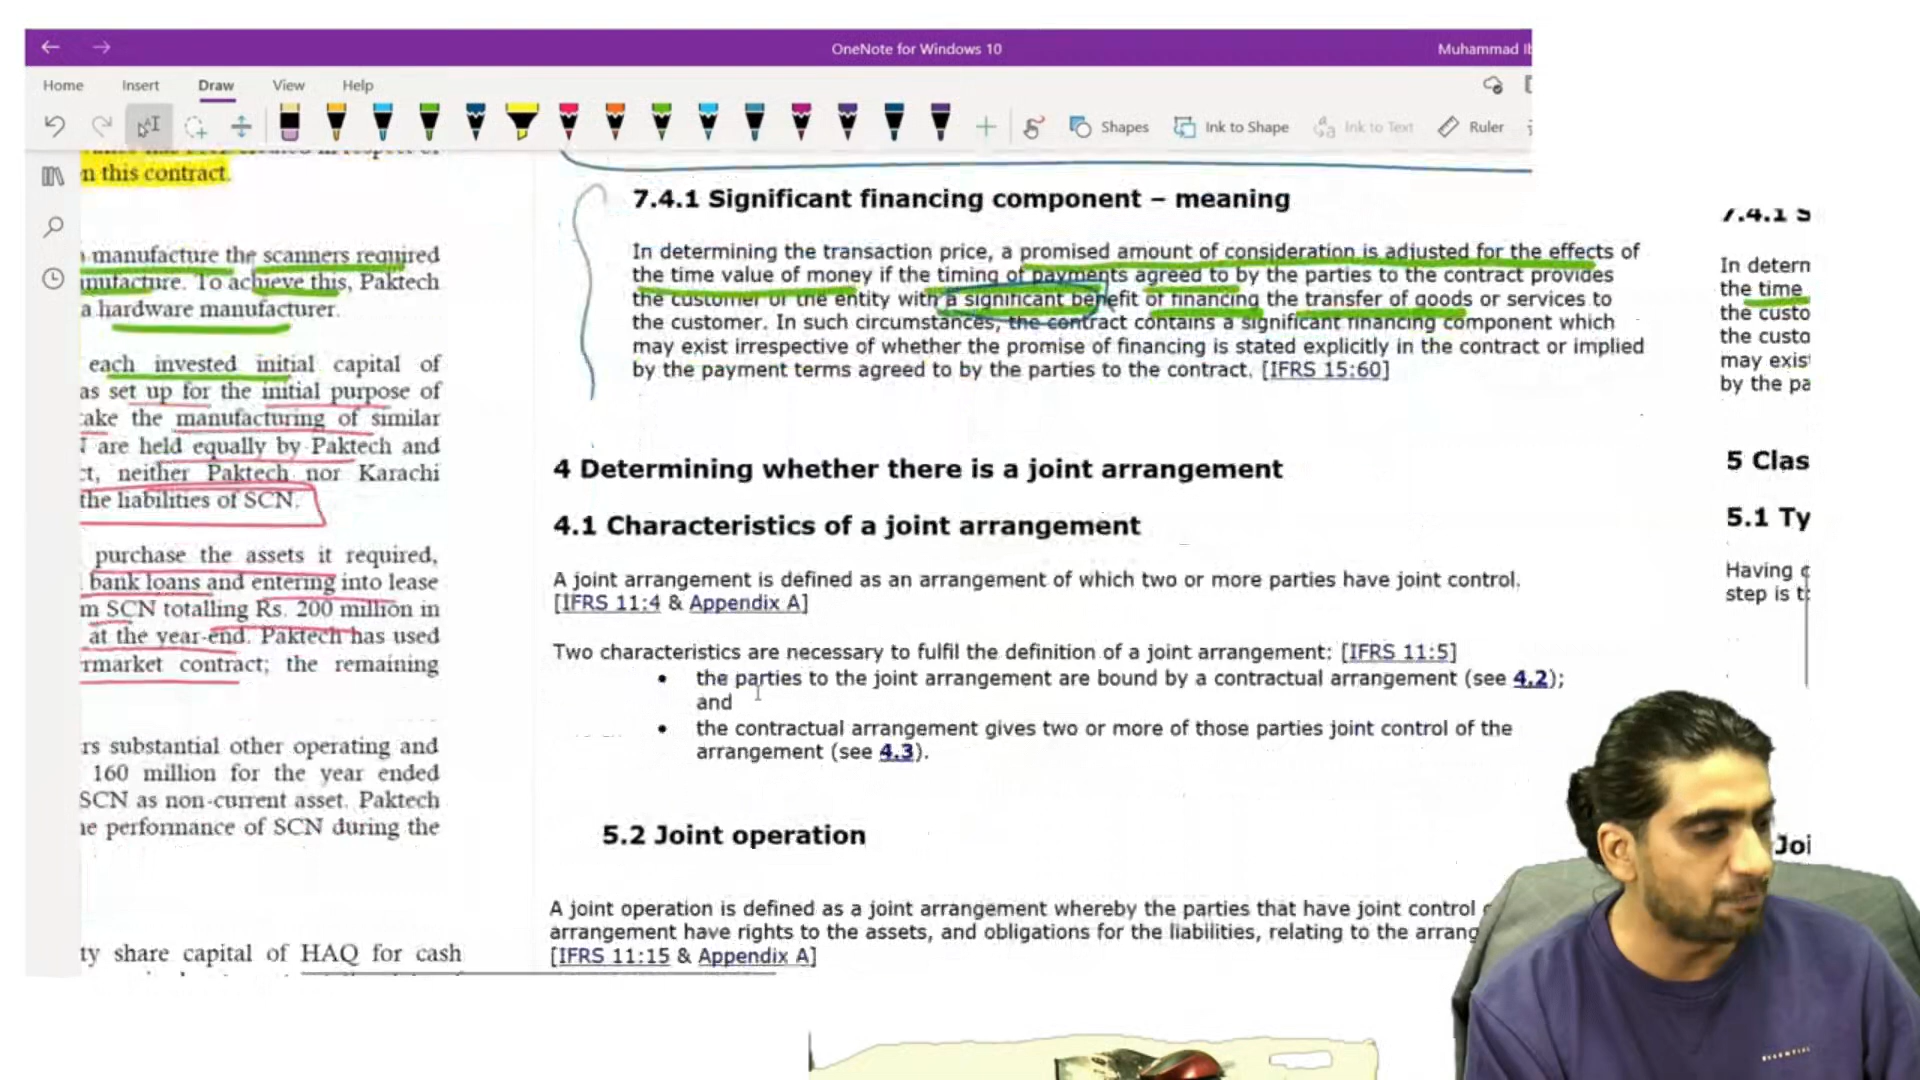 OneNote for Windows 10
Muhammad
Home Insert Draw View Help
Shapes Ink to Shape Ink to Text Ruler
n this contract.
manufacture the scanners required
nufacture. To achieve this, Paktech
a hardware manufacturer.
each invested initial capital of
as set up for the initial purpose of
ake the manufacturing of similar
are held equally by Paktech and
ct, neither Paktech nor Karachi
the liabilities of SCN.
purchase the assets it required,
bank loans and entering into lease
m SCN totalling Rs. 200 million in
at the year-end. Paktech has used
rmarket contract; the remaining
rs substantial other operating and
160 million for the year ended
SCN as non-current asset. Paktech
he performance of SCN during the
ty share capital of HAQ for cash
7.4.1 Significant financing component – meaning
In determining the transaction price, a promised amount of consideration is adjusted for the effects of
the time value of money if the timing of payments agreed to by the parties to the contract provides
the customer or the entity with a significant benefit of financing the transfer of goods or services to
the customer. In such circumstances, the contract contains a significant financing component which
may exist irrespective of whether the promise of financing is stated explicitly in the contract or implied
by the payment terms agreed to by the parties to the contract. [IFRS 15:60]
4 Determining whether there is a joint arrangement
4.1 Characteristics of a joint arrangement
A joint arrangement is defined as an arrangement of which two or more parties have joint control.
[IFRS 11:4 & Appendix A]
Two characteristics are necessary to fulfil the definition of a joint arrangement: [IFRS 11:5]
• the parties to the joint arrangement are bound by a contractual arrangement (see 4.2);
and
• the contractual arrangement gives two or more of those parties joint control of the
arrangement (see 4.3).
5.2 Joint operation
A joint operation is defined as a joint arrangement whereby the parties that have joint control
arrangement have rights to the assets, and obligations for the liabilities, relating to the arrang
[IFRS 11:15 & Appendix A]
7.4.1 S
In detern
the time
the custo
the custo
may exis
by the pa
5 Clas
5.1 Ty
Having
step is t
Joi